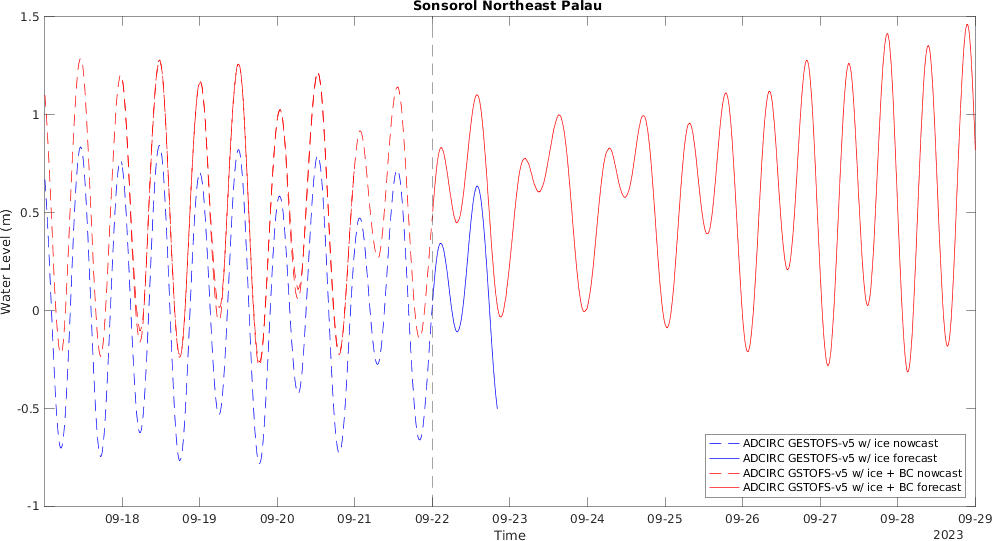 Sonsorol Northeast Palau
1.5
1
0.5
0
-0.5
-1
Water Level (m)
ADCIRC GESTOFS-v5 w/ ice nowcast
ADCIRC GESTOFS-v5 w/ ice forecast
ADCIRC GSTOFS-v5 w/ ice + BC nowcast
ADCIRC GSTOFS-v5 w/ ice + BC forecast
09-18 09-19 09-20 09-21 09-22 09-23 09-24 09-25 09-26 09-27 09-28 09-29
Time
2023